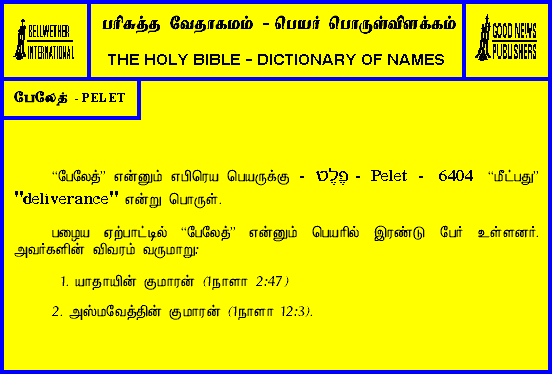 BELLWETHER
INTERNATIONAL
பரிசுத்த வேதாகமம் - பெயர் பொருள்விளக்கம்
THE HOLY BIBLE – DICTIONARY OF NAMES
GOOD NEWS
PUBLISHERS
பேலேத் - PELET
“பேலேத்” என்னும் எபிரெய பெயருக்கு - פֶּלֶט - Pelet - 6404 “மீட்பது”
"deliverance" என்று பொருள்.
பழைய ஏற்பாட்டில் “பேலேத்” என்னும் பெயரில் இரண்டு பேர் உள்ளனர்.
அவர்களின் விவரம் வருமாறு:
1. யாதாயின் குமாரன் (1நாளா 2:47)
2. அஸ்மவேத்தின் குமாரன் (1நாளா 12:3).